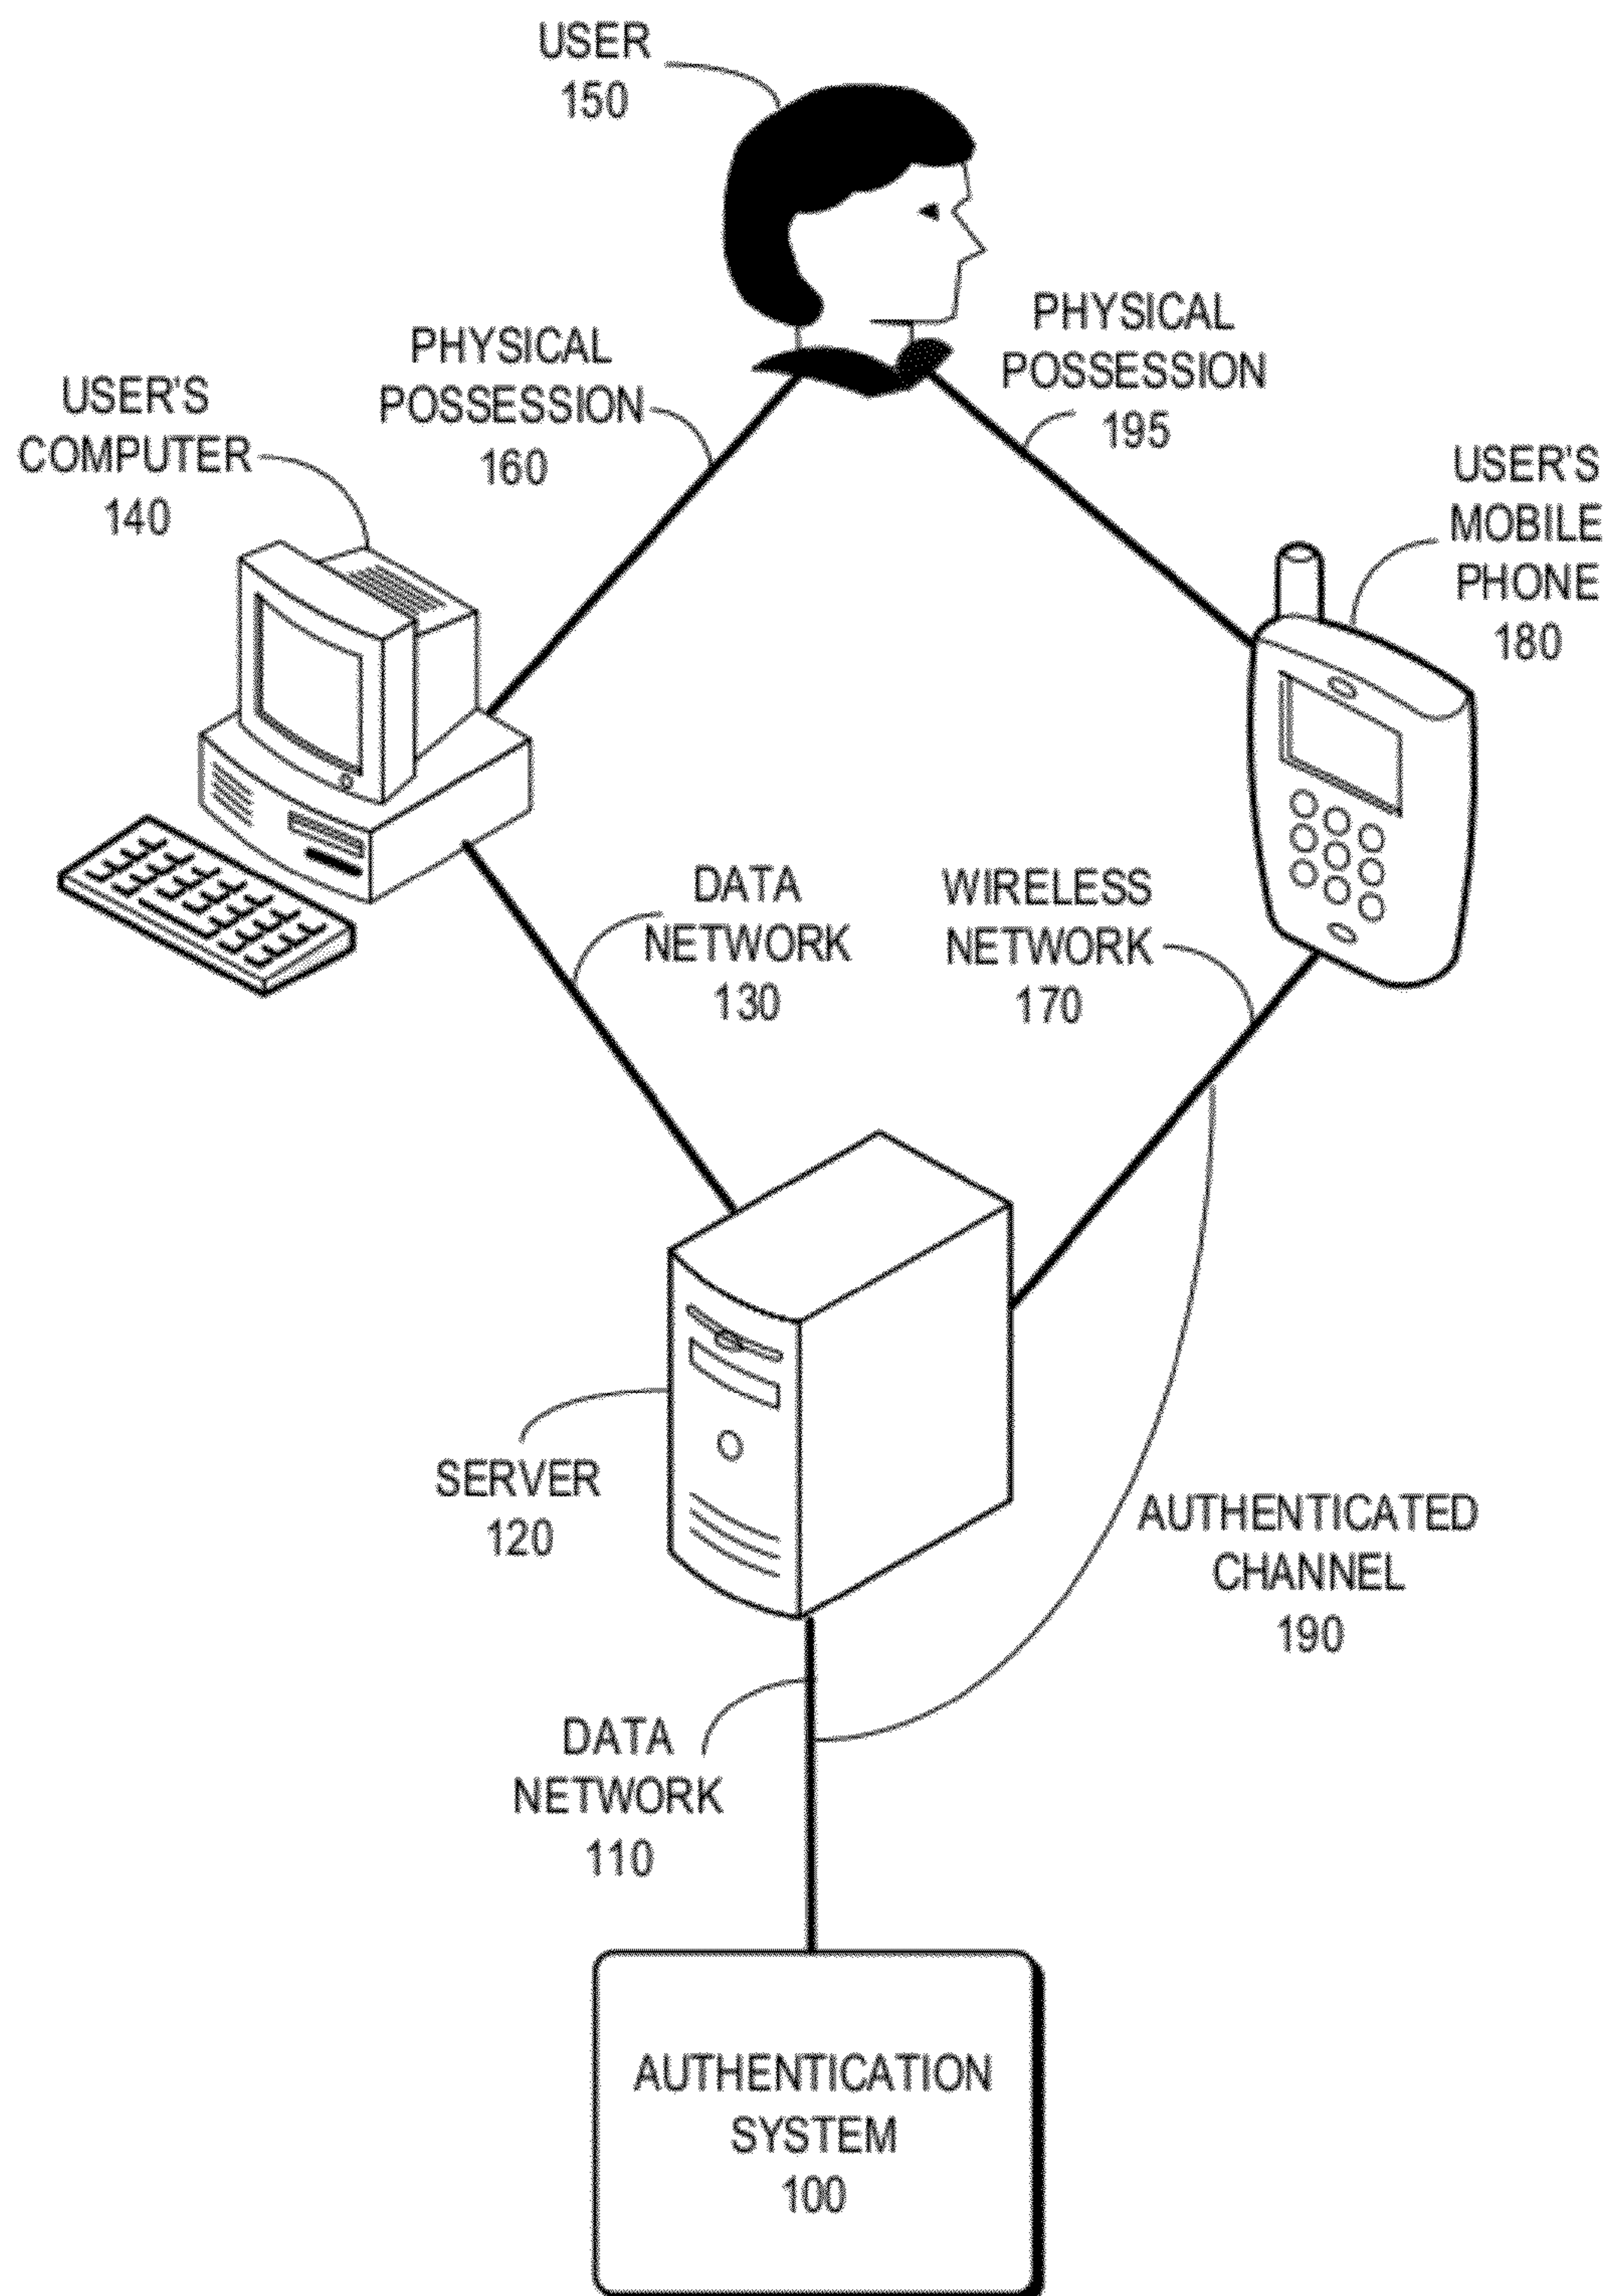 USER
150
PHYSICAL
POSSESSION
195
PHYSICAL
POSSESSION
160
USER'S
COMPUTER
140
USER'S
MOBILE
PHONE
180
DATA
NETWORK
130
WIRELESS
NETWORK
170
SERVER
120
AUTHENTICATED
CHANNEL
190
DATA
NETWORK
110
AUTHENTICATION
SYSTEM
100